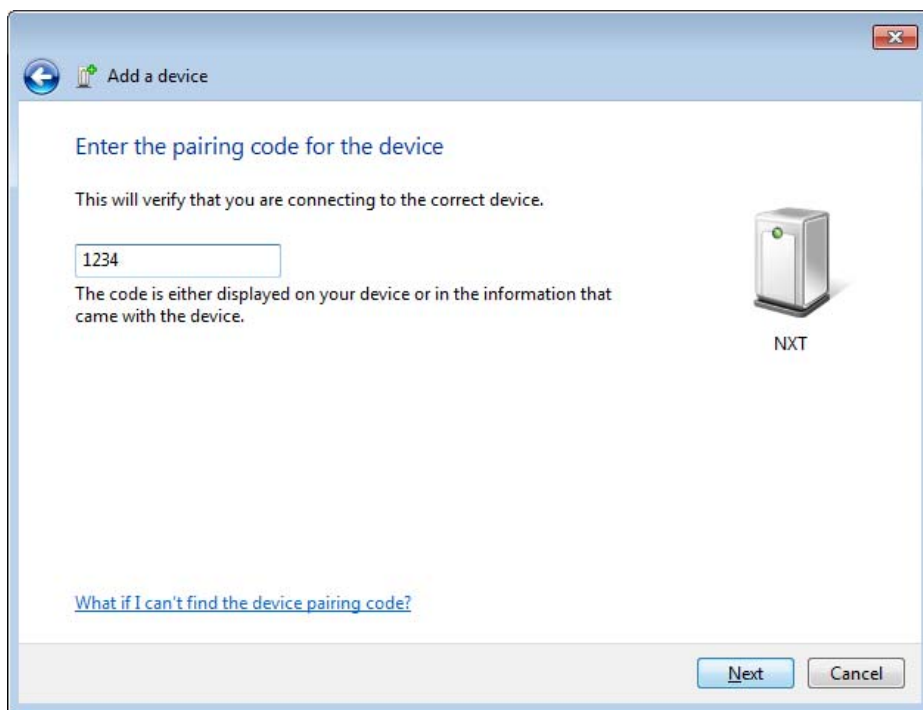 Add a device
Enter the pairing code for the device
This will verify that you are connecting to the correct device.
1234
The code is either displayed on your device or in the information that
came with the device.
NXT
What if I can't find the device pairing code?
Next
Cancel